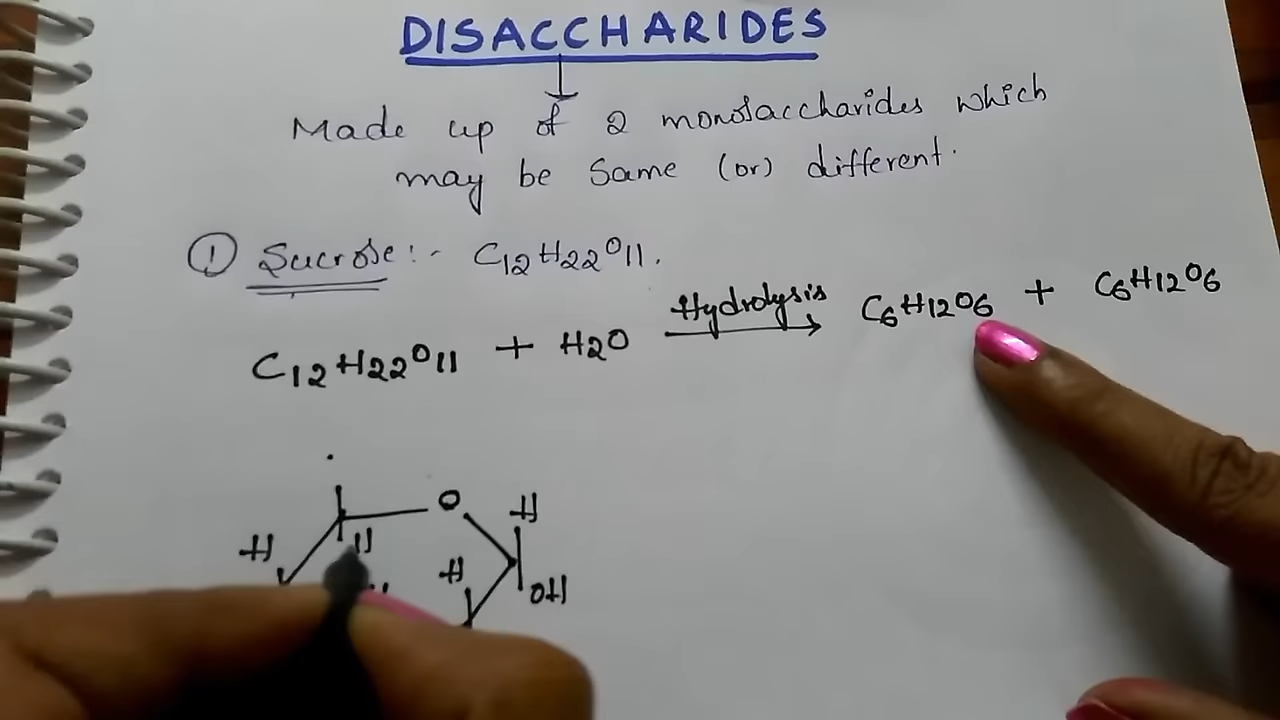 DISACCHARIDES
Made up of 2 monosaccharides which
may be Same (or) different.
① Sucrose:- C12H22O11.
C12H22O11 + H2O Hydrolysis C6H12O6 + C6H12O6
O H
H H
H OH